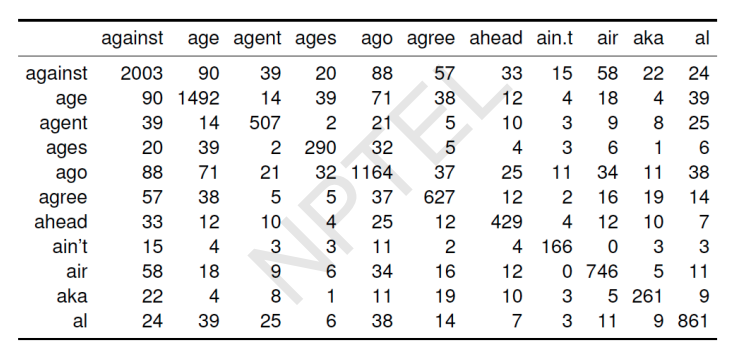 against age agent ages ago agree ahead ain.t air aka al
against 2003 90 39 20 88 57 33 15 58 22 24
age 90 1492 14 39 71 38 12 4 18 4 39
agent 39 14 507 2 21 5 10 3 9 8 25
ages 20 39 2 290 32 5 4 3 6 1 6
ago 88 71 21 32 1164 37 25 11 34 11 38
agree 57 38 5 5 37 627 12 2 16 19 14
ahead 33 12 10 4 25 12 429 4 12 10 7
ain't 15 4 3 3 11 2 4 166 0 3 3
air 58 18 9 6 34 16 12 0 746 5 11
aka 22 4 8 1 11 19 10 3 5 261 9
al 24 39 25 6 38 14 7 3 11 9 861
NPTEL